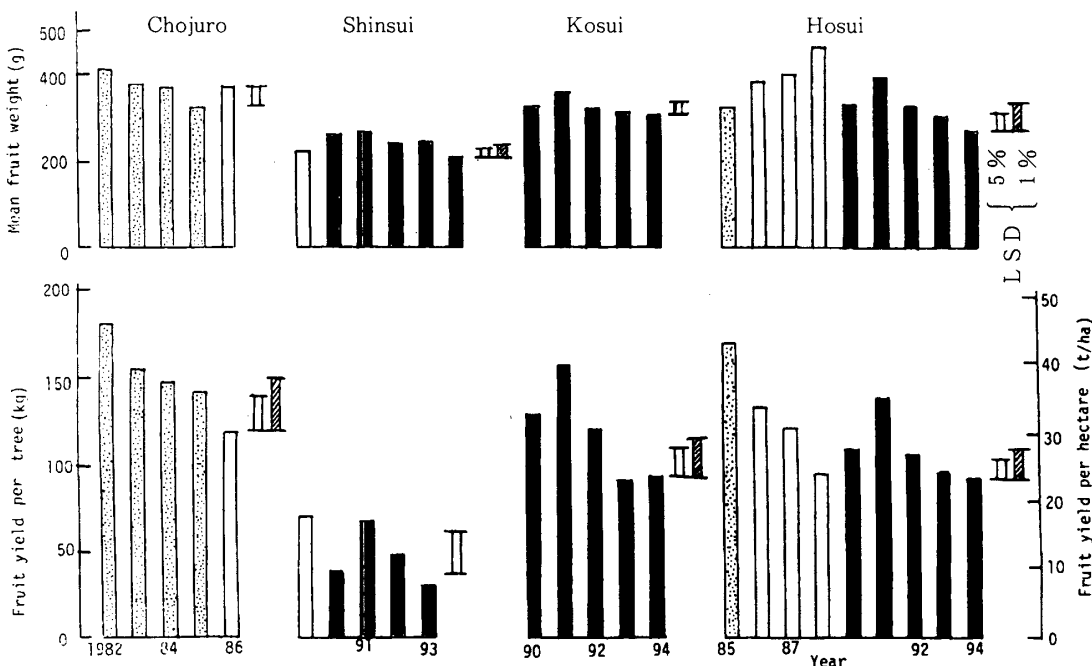 Chojuro Shinsui Kosui Hosui
500
400
200
0
Mean fruit weight (g)
LSD { 5% 1%
200
150
100
50
0
Fruit yield per tree (kg)
50
40
30
20
10
0
Fruit yield per hectare (t/ha)
1982 84 86 91 93 90 92 94 85 87 92 94
Year